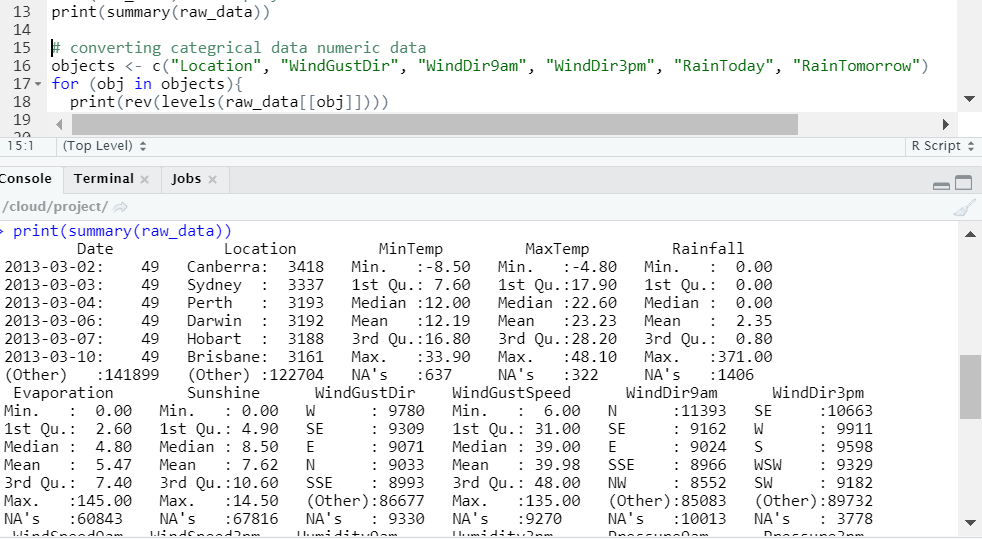 13 print(summary(raw_data))
14
15 # converting categrical data numeric data
16 objects <- c("Location", "WindGustDir", "WindDir9am", "WindDir3pm", "RainToday", "RainTomorrow")
17 for (obj in objects){
18 print(rev(levels(raw_data[[obj]])))
19
20
15:1 (Top Level) R Script
Console Terminal Jobs
/cloud/project/
> print(summary(raw_data))
Date Location MinTemp MaxTemp Rainfall
2013-03-02: 49 Canberra: 3418 Min. :-8.50 Min. :-4.80 Min. : 0.00
2013-03-03: 49 Sydney : 3337 1st Qu.: 7.60 1st Qu.:17.90 1st Qu.: 0.00
2013-03-04: 49 Perth : 3193 Median :12.00 Median :22.60 Median : 0.00
2013-03-06: 49 Darwin : 3192 Mean :12.19 Mean :23.23 Mean : 2.35
2013-03-07: 49 Hobart : 3188 3rd Qu.:16.80 3rd Qu.:28.20 3rd Qu.: 0.80
2013-03-10: 49 Brisbane: 3161 Max. :33.90 Max. :48.10 Max. :371.00
(Other) :141899 (Other) :122704 NA's :637 NA's :322 NA's :1406
Evaporation Sunshine WindGustDir WindGustSpeed WindDir9am WindDir3pm
Min. : 0.00 Min. : 0.00 W : 9780 Min. : 6.00 N :11393 SE :10663
1st Qu.: 2.60 1st Qu.: 4.90 SE : 9309 1st Qu.: 31.00 SE : 9162 W : 9911
Median : 4.80 Median : 8.50 E : 9071 Median : 39.00 E : 9024 S : 9598
Mean : 5.47 Mean : 7.62 N : 9033 Mean : 39.98 SSE : 8966 WSW : 9329
3rd Qu.: 7.40 3rd Qu.:10.60 SSE : 8993 3rd Qu.: 48.00 NW : 8552 SW : 9182
Max. :145.00 Max. :14.50 (Other):86677 Max. :135.00 (Other):85083 (Other):89732
NA's :60843 NA's :67816 NA's : 9330 NA's :9270 NA's :10013 NA's : 3778
WindSpeed9am WindSpeed3pm Humidity9am Humidity3pm Pressure9am Pressure3pm